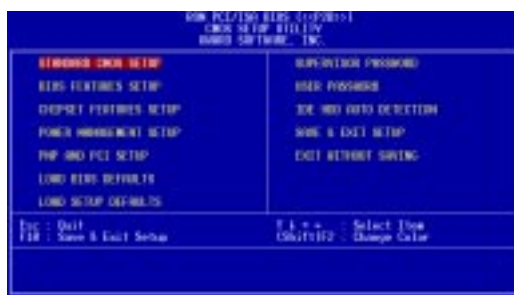 ROM PCI/ISA BIOS (<<P2B>>)
CMOS SETUP UTILITY
AWARD SOFTWARE, INC.
STANDARD CMOS SETUP
BIOS FEATURES SETUP
CHIPSET FEATURES SETUP
POWER MANAGEMENT SETUP
PNP AND PCI SETUP
LOAD BIOS DEFAULTS
LOAD SETUP DEFAULTS
SUPERVISOR PASSWORD
USER PASSWORD
IDE HDD AUTO DETECTION
SAVE & EXIT SETUP
EXIT WITHOUT SAVING
Esc : Quit
F10 : Save & Exit Setup
↑ ↓ → ← : Select Item
(Shift)F2 : Change Color